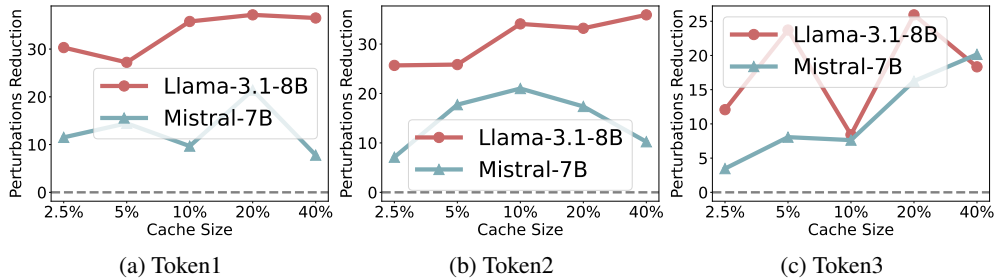 Perturbations Reduction
30
20
10
0
Llama-3.1-8B
Mistral-7B
2.5% 5% 10% 20% 40%
Cache Size
(a) Token1
Perturbations Reduction
30
20
10
0
Llama-3.1-8B
Mistral-7B
2.5% 5% 10% 20% 40%
Cache Size
(b) Token2
Perturbations Reduction
25
20
15
10
5
0
Llama-3.1-8B
Mistral-7B
2.5% 5% 10% 20% 40%
Cache Size
(c) Token3